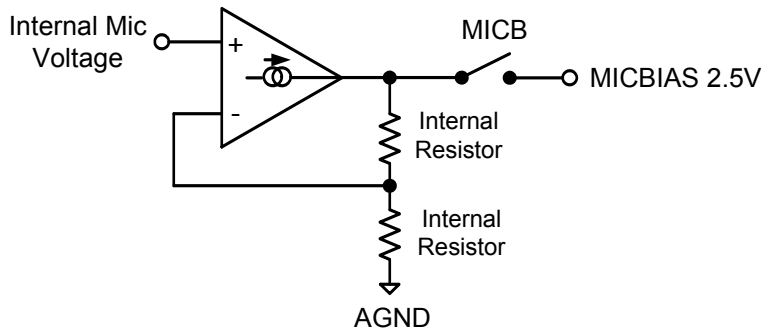 Internal Mic
Voltage
MICB
+
MICBIAS 2.5V
-
Internal
Resistor
Internal
Resistor
AGND